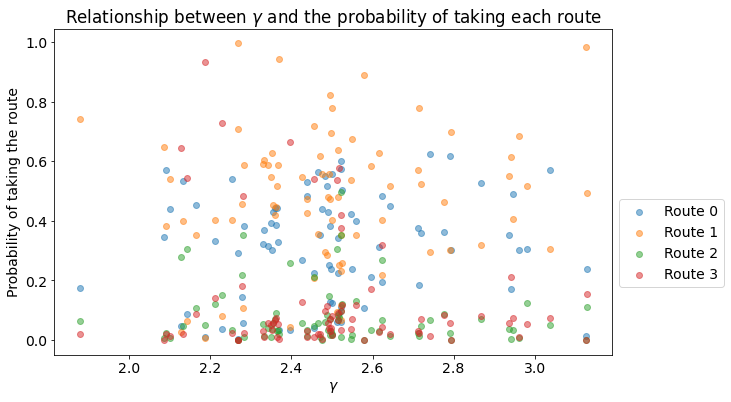 Relationship between γ and the probability of taking each route
Probability of taking the route
1.0
0.8
0.6
0.4
0.2
0.0
2.0 2.2 2.4 2.6 2.8 3.0
γ
Route 0
Route 1
Route 2
Route 3